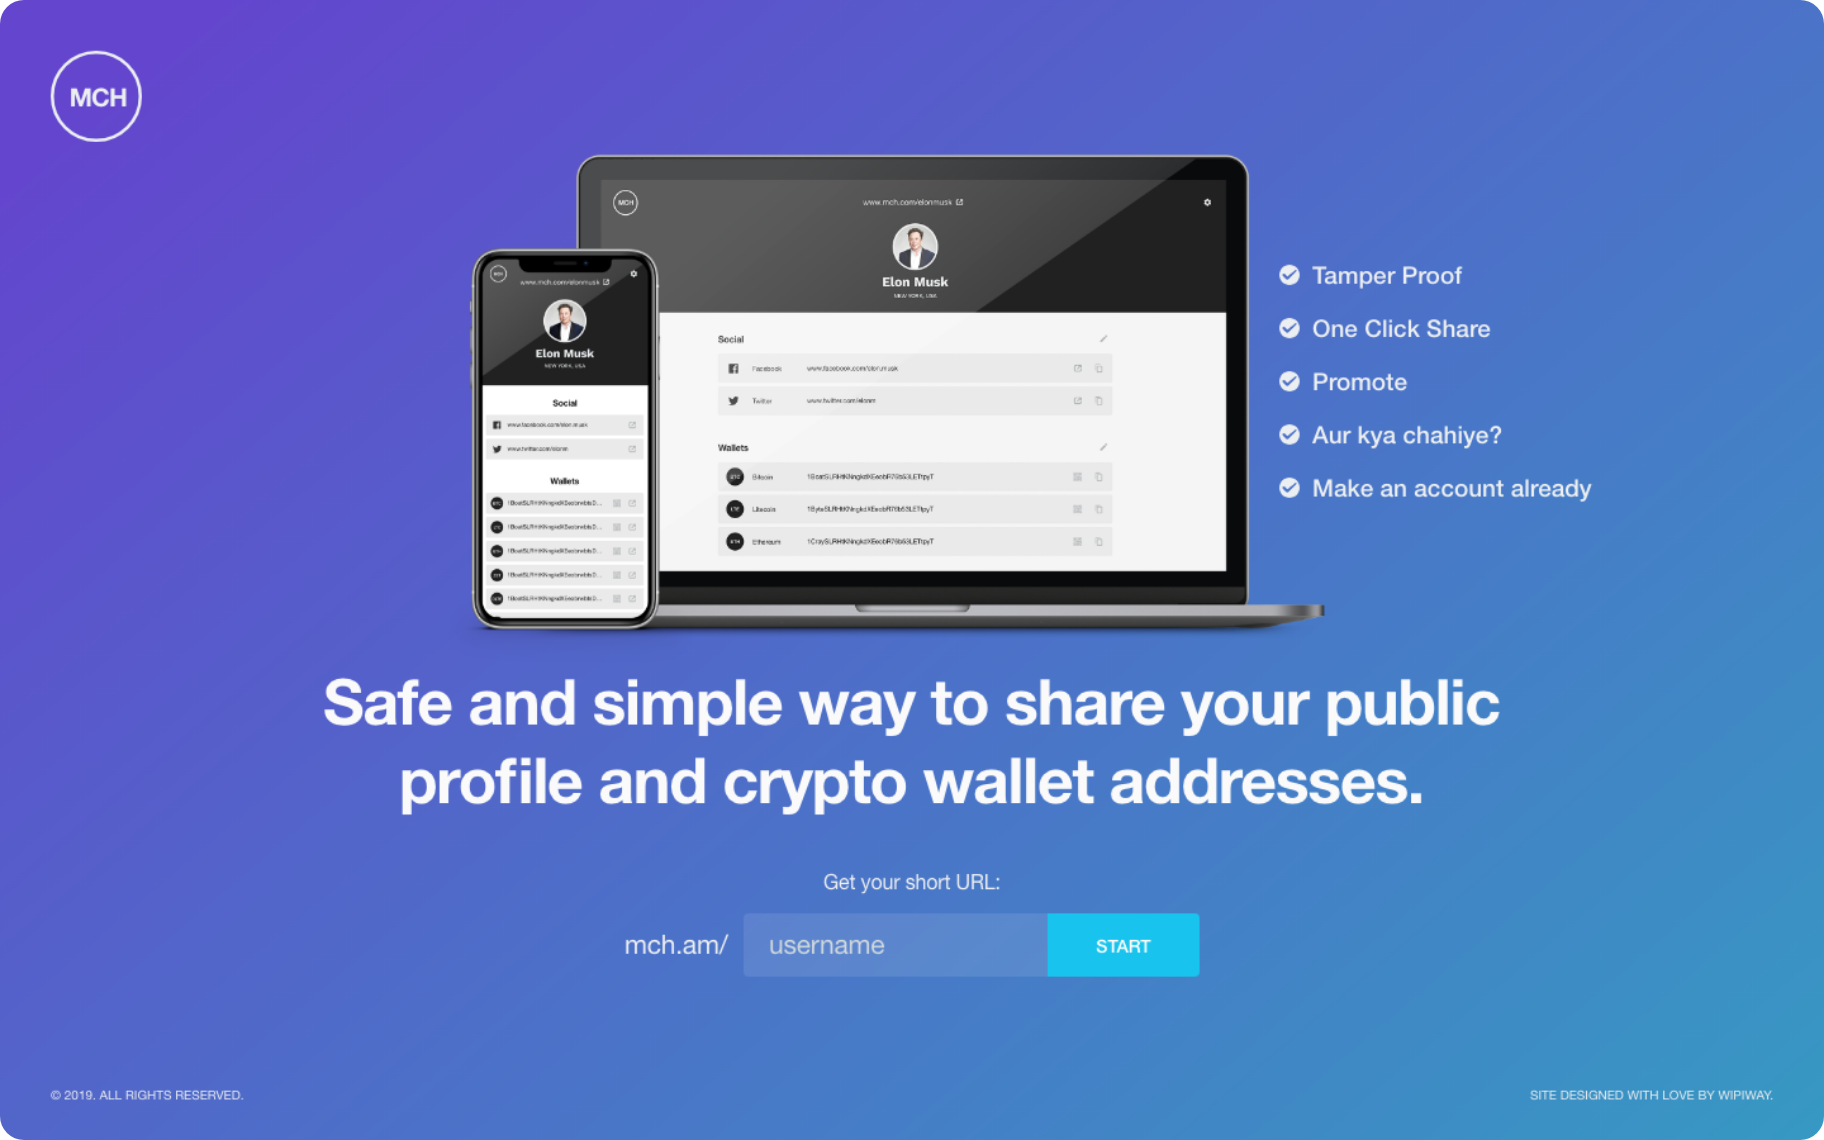 MCH
MCH
www.mch.com/elonmusk
Elon Musk
NEW YORK, USA
Social
Facebook
www.facebook.com/elonmusk
Twitter
www.twitter.com/elonm
Wallets
Bitcoin
Litecoin
Ethereum
www.mch.com/elonmusk
Elon Musk
NEW YORK, USA
Social
www.facebook.com/elonmusk
www.twitter.com/elonm
Wallets
Tamper Proof
One Click Share
Promote
Aur kya chahiye?
Make an account already
Safe and simple way to share your public
profile and crypto wallet addresses.
Get your short URL:
mch.am/ username START
© 2019. ALL RIGHTS RESERVED.
SITE DESIGNED WITH LOVE BY WIPIWAY.